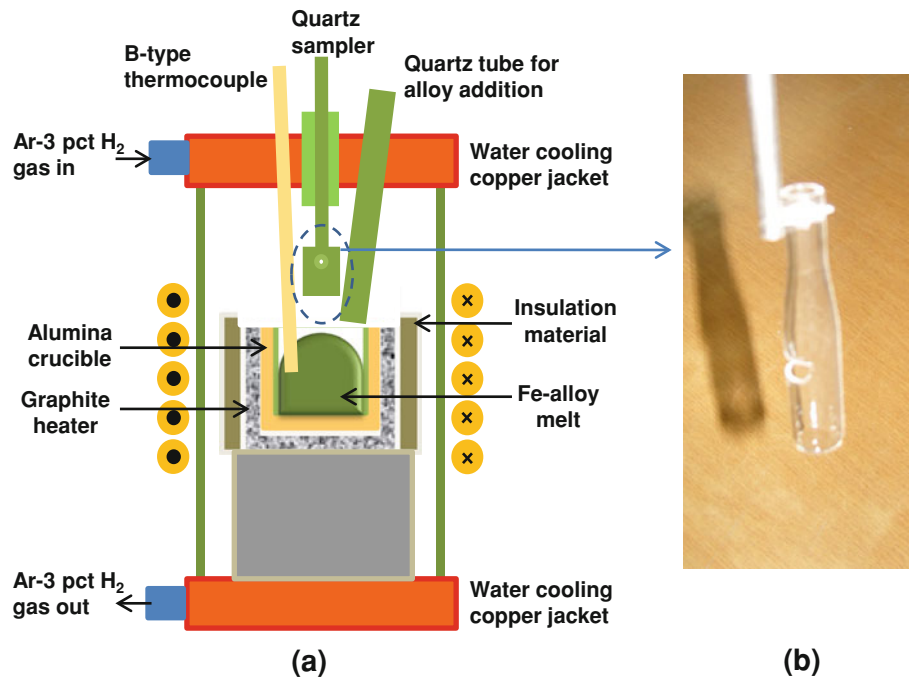 Quartz
sampler
B-type
thermocouple
Quartz tube for
alloy addition
Ar-3 pct H₂
gas in
Water cooling
copper jacket
Alumina
crucible
Insulation
material
Graphite
heater
Fe-alloy
melt
Ar-3 pct H₂
gas out
Water cooling
copper jacket
(a)
(b)